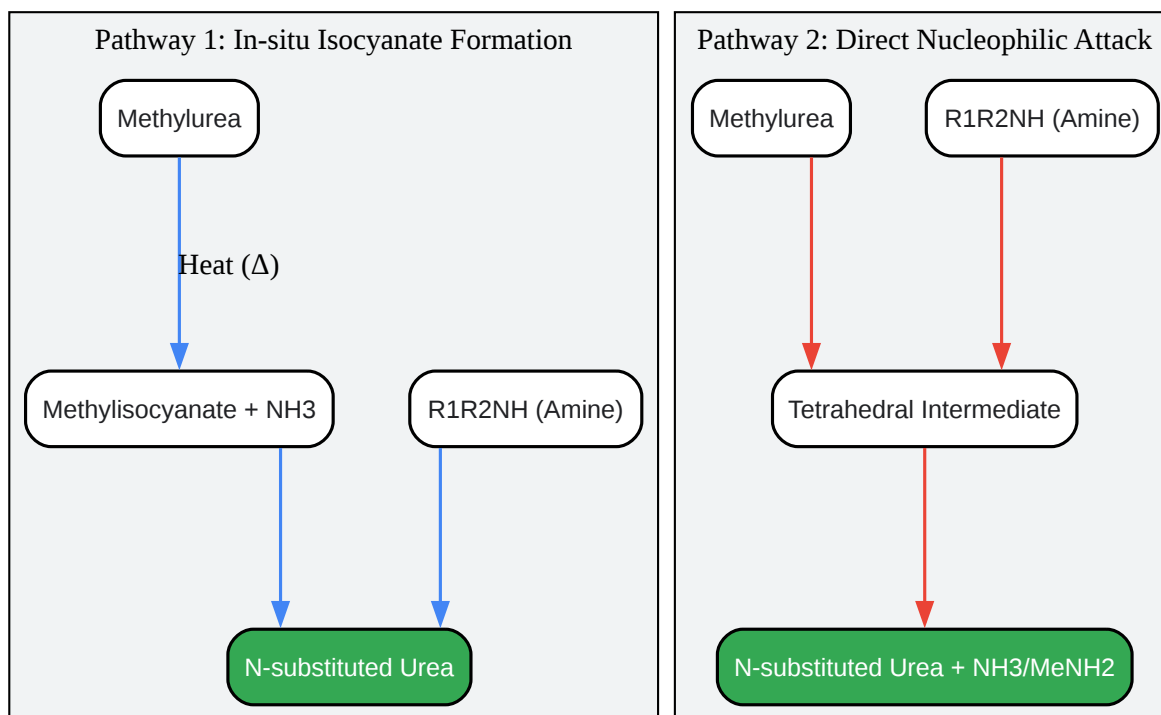 Pathway 1: In-situ Isocyanate Formation
Methylurea
Heat (Δ)
Methylisocyanate + NH3
R1R2NH (Amine)
N-substituted Urea
Pathway 2: Direct Nucleophilic Attack
Methylurea
R1R2NH (Amine)
Tetrahedral Intermediate
N-substituted Urea + NH3/MeNH2